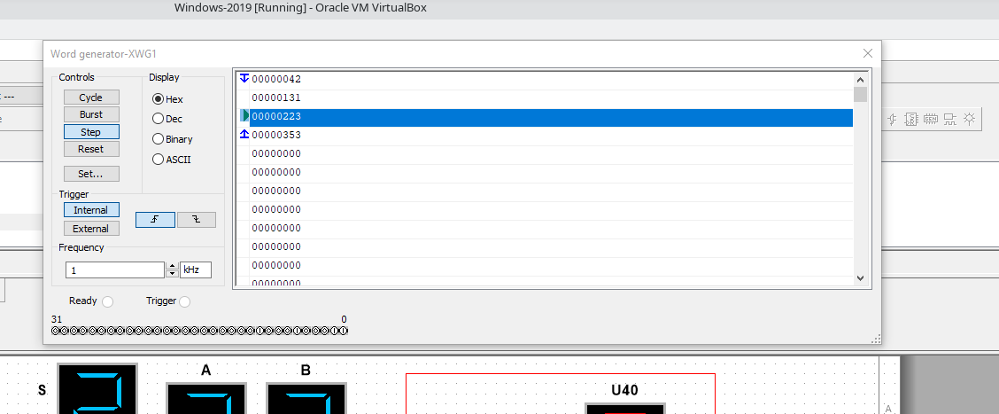 Windows-2019 [Running] - Oracle VM VirtualBox
Word generator-XWG1
Controls
Display
Cycle
Burst
Step
Reset
Set...
Hex
Dec
Binary
ASCII
Trigger
Internal
External
Frequency
1
kHz
Ready
Trigger
31
0
00000042
00000131
00000223
00000353
00000000
00000000
00000000
00000000
00000000
00000000
00000000
00000000
S
A
B
U40
A